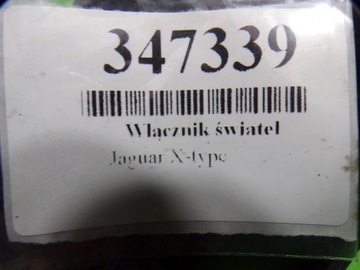 347339
Włącznik świateł
Jaguar X-type